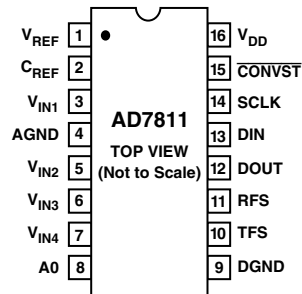 VREF 1
CREF 2
VIN1 3
AGND 4
VIN2 5
VIN3 6
VIN4 7
A0 8
AD7811
TOP VIEW
(Not to Scale)
16 VDD
15 CONVST
14 SCLK
13 DIN
12 DOUT
11 RFS
10 TFS
9 DGND